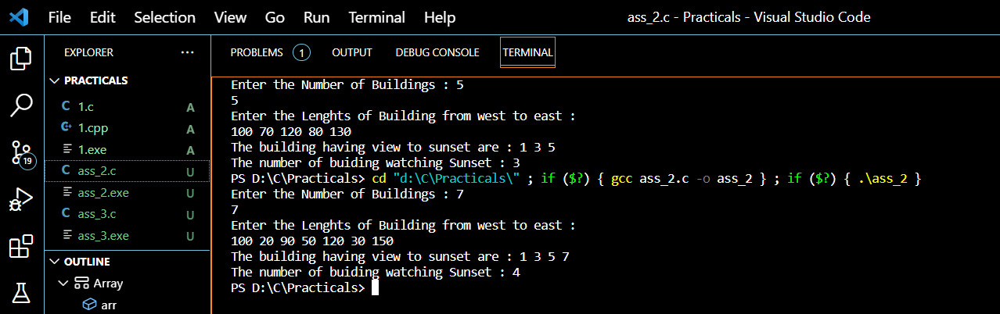 File Edit Selection View Go Run Terminal Help ass_2.c - Practicals - Visual Studio Code
EXPLORER ...
PROBLEMS 1 OUTPUT DEBUG CONSOLE TERMINAL
PRACTICALS
C 1.c A
1.cpp A
1.exe A
C ass_2.c U
ass_2.exe U
C ass_3.c U
ass_3.exe U
19
OUTLINE
Array
arr
Enter the Number of Buildings : 5
5
Enter the Lenghts of Building from west to east :
100 70 120 80 130
The building having view to sunset are : 1 3 5
The number of buiding watching Sunset : 3
PS D:\C\Practicals> cd "d:\C\Practicals\" ; if ($?) { gcc ass_2.c -o ass_2 } ; if ($?) { .\ass_2 }
Enter the Number of Buildings : 7
7
Enter the Lenghts of Building from west to east :
100 20 90 50 120 30 150
The building having view to sunset are : 1 3 5 7
The number of buiding watching Sunset : 4
PS D:\C\Practicals>